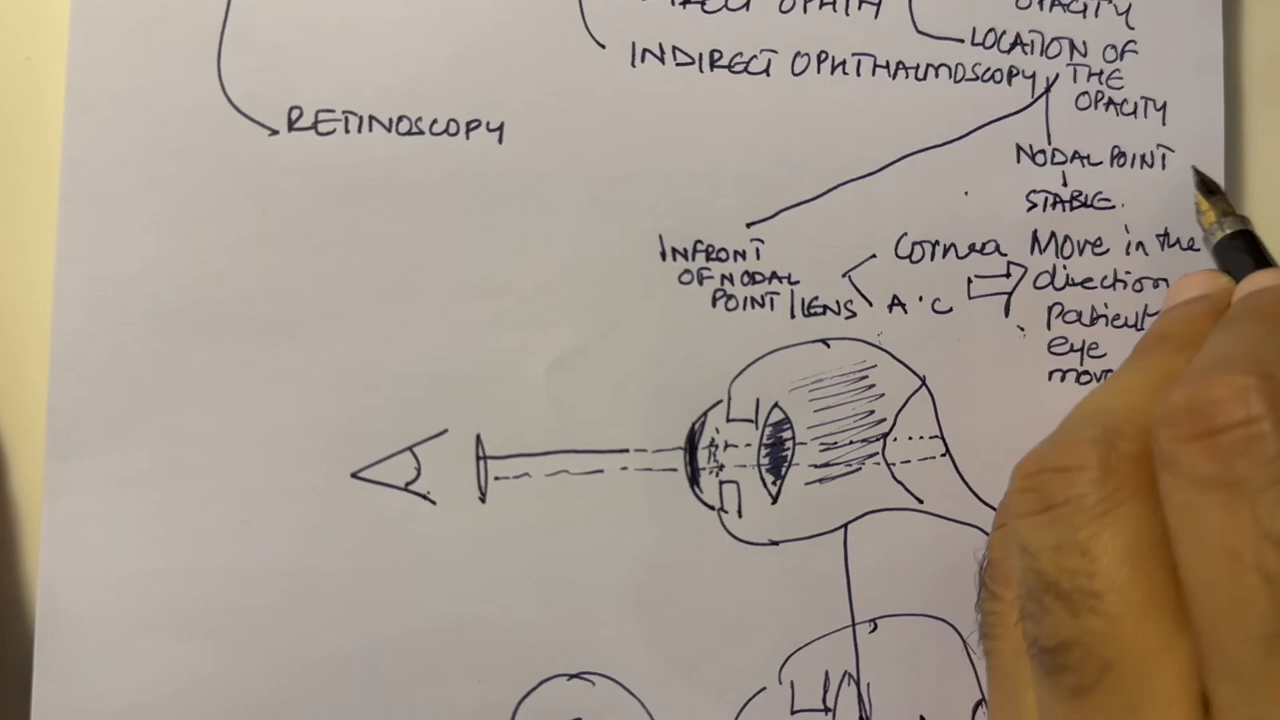 OPHTH
OPACITY
LOCATION OF
INDIRECT OPHTHALMOSCOPY
THE
OPACITY
RETINOSCOPY
NODAL POINT
STABLE.
INFRONT
OF NODAL
POINT / LENS
Cornea
A.C
Move in the
direction
patient
eye